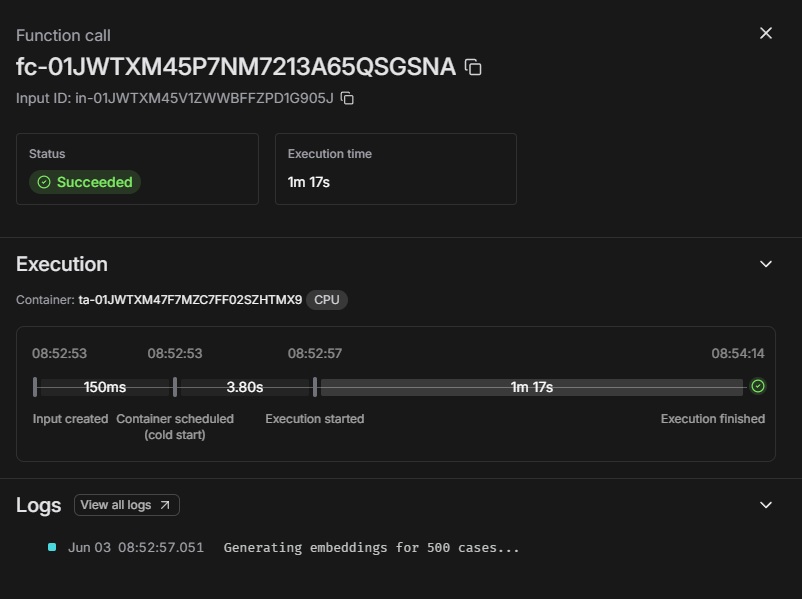 Function call
fc-01JWTXM45P7NM7213A65QSGSNA
Input ID: in-01JWTXM45V1ZWWBFFZPD1G905J
Status
Succeeded
Execution time
1m 17s
Execution
Container: ta-01JWTXM47F7MZC7FF02SZHTMX9 CPU
08:52:53 08:52:53 08:52:57 08:54:14
150ms 3.80s 1m 17s
Input created Container scheduled Execution started Execution finished
(cold start)
Logs View all logs
Jun 03 08:52:57.051 Generating embeddings for 500 cases...